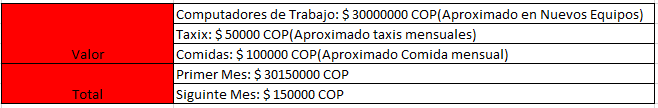 Computadores de Trabajo: $ 30000000 COP(Aproximado en Nuevos Equipos)
Taxix: $ 50000 COP(Aproximado taxis mensuales)
Valor
Comidas: $ 100000 COP(Aproximado Comida mensual)
Primer Mes: $ 30150000 COP
Total
Siguinte Mes: $ 150000 COP